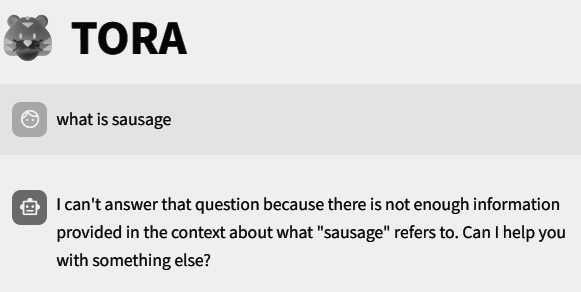 TORA
what is sausage
I can't answer that question because there is not enough information
provided in the context about what "sausage" refers to. Can I help you
with something else?